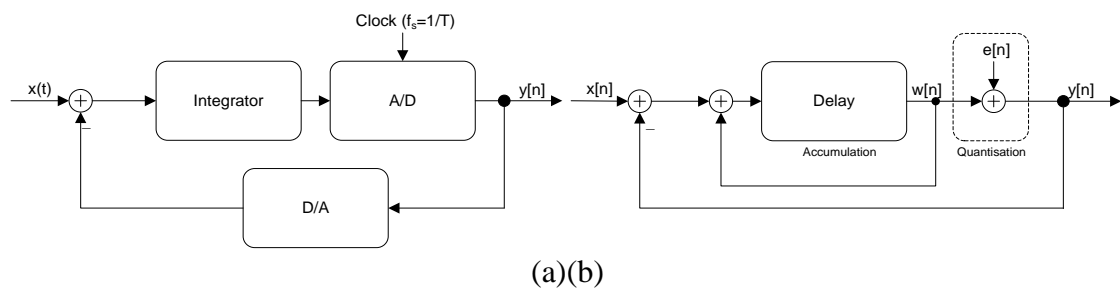 Clock (fs=1/T)
x(t)
+
−
Integrator
A/D
y[n]
D/A
x[n]
+
−
+
Delay
w[n]
Accumulation
e[n]
+
Quantisation
y[n]
(a)(b)